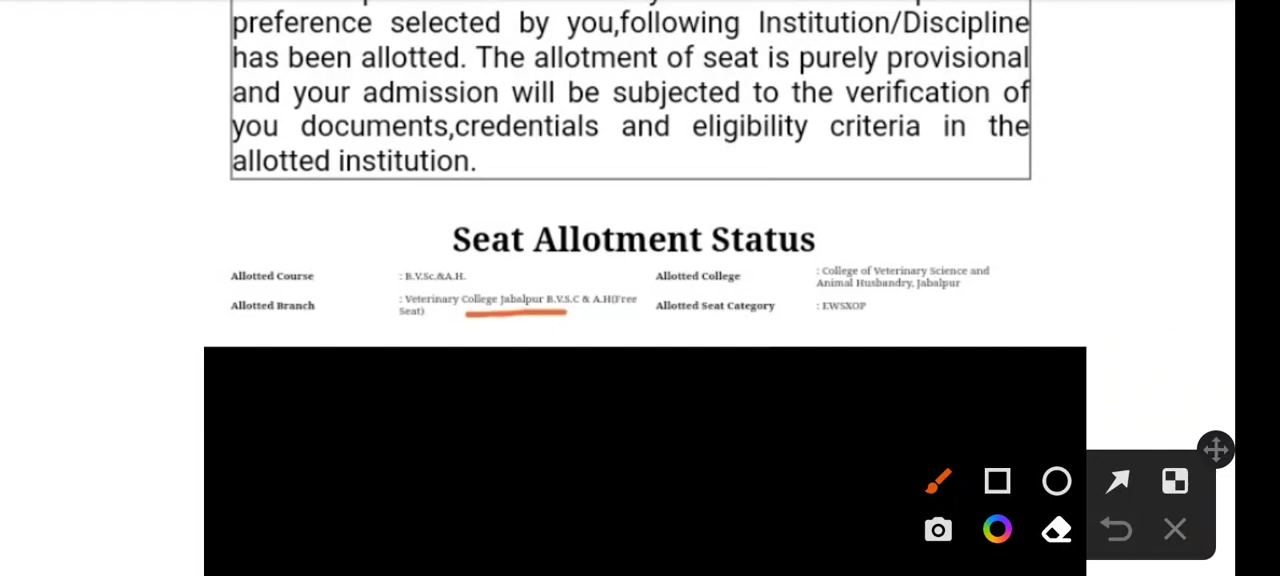 preference selected by you,following Institution/Discipline
has been allotted. The allotment of seat is purely provisional
and your admission will be subjected to the verification of
you documents,credentials and eligibility criteria in the
allotted institution.
Seat Allotment Status
Allotted Course : B.V.Sc.&A.H. Allotted College : College of Veterinary Science and
Animal Husbandry, Jabalpur
Allotted Branch : Veterinary College Jabalpur B.V.S.C & A.H(Free
Seat) Allotted Seat Category : EWSXOP